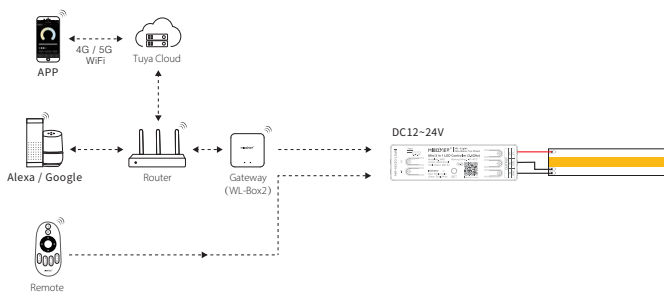 4G / 5G
WiFi
APP
Tuya Cloud
DC12~24V
Alexa / Google
Router
Gateway
(WL-Box2)
Remote